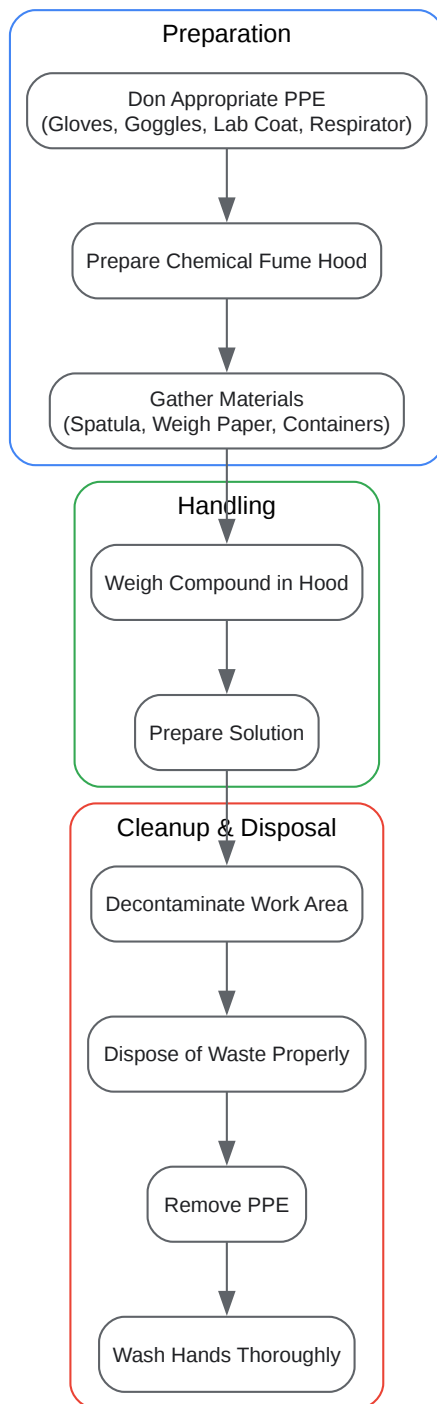 Preparation
Don Appropriate PPE
(Gloves, Goggles, Lab Coat, Respirator)
Prepare Chemical Fume Hood
Gather Materials
(Spatula, Weigh Paper, Containers)
Handling
Weigh Compound in Hood
Prepare Solution
Cleanup & Disposal
Decontaminate Work Area
Dispose of Waste Properly
Remove PPE
Wash Hands Thoroughly